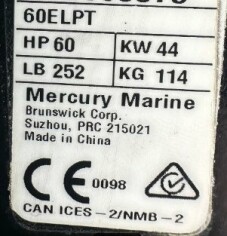 60ELPT
HP 60 KW 44
LB 252 KG 114
Mercury Marine
Brunswick Corp.
Suzhou, PRC 215021
Made in China
CE 0098
CAN ICES-2/NMB-2